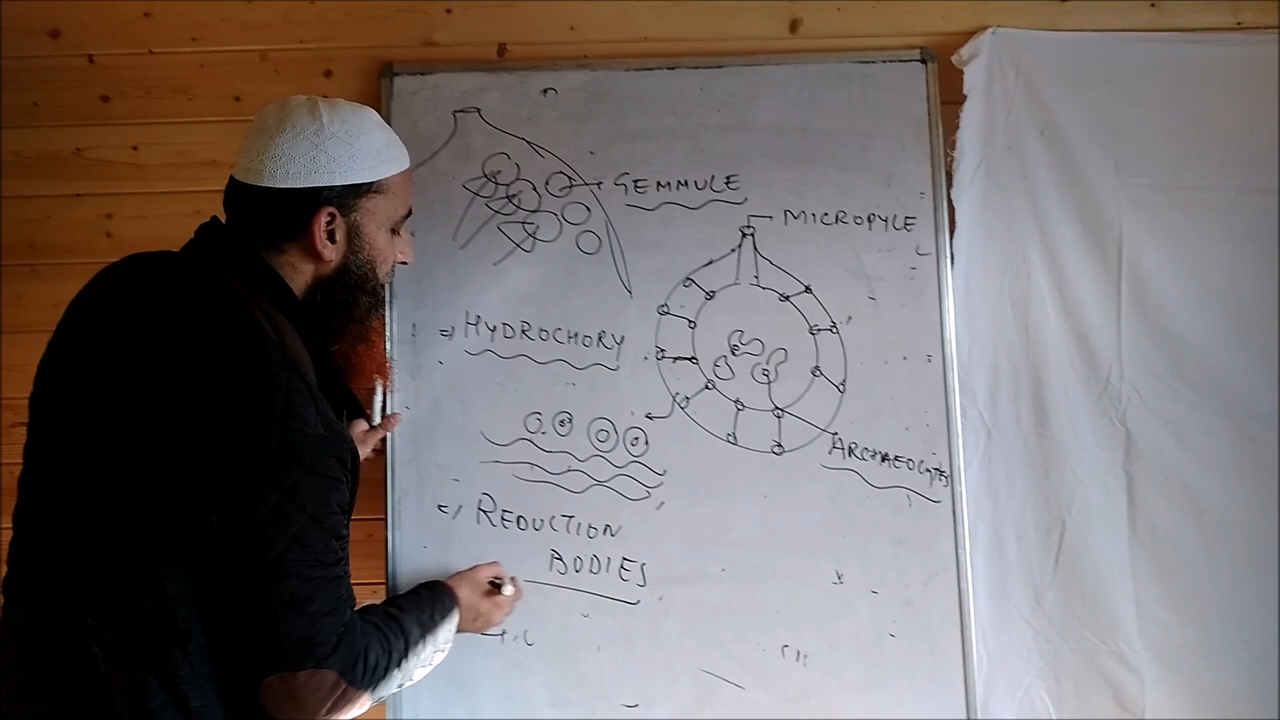 GEMMULE
MICROPYLE
HYDROCHORY
ARCHAEOCYTES
REDUCTION
BODIES